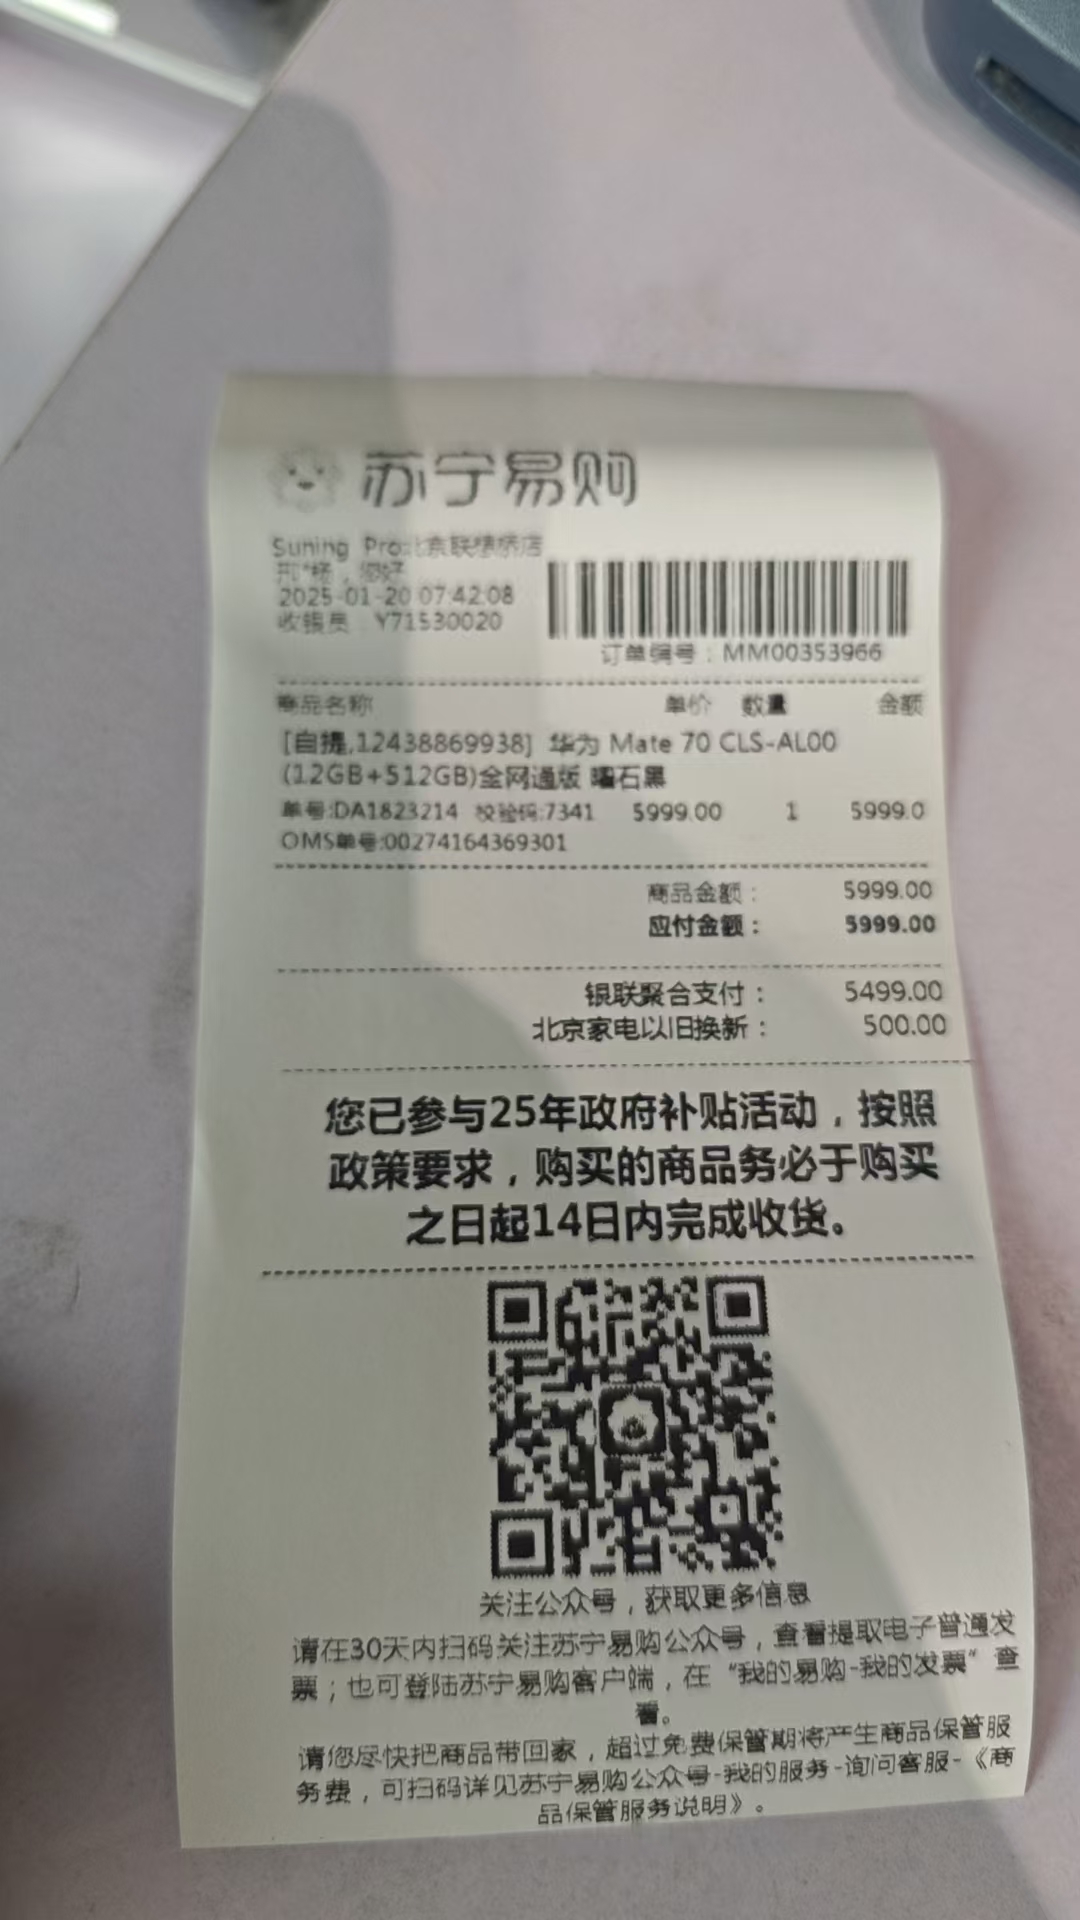 苏宁易购
Suning Pro北京联想桥店
邢*杨，您好
2025-01-20 07:42:08
收银员 Y71530020
订单编号：MM00353966
商品名称 单价 数量 金额
[自提,12438869938] 华为 Mate 70 CLS-AL00
(12GB+512GB)全网通版 曜石黑
单号:DA1823214 校验码:7341 5999.00 1 5999.0
OMS单号:00274164369301
商品金额： 5999.00
应付金额： 5999.00
银联聚合支付： 5499.00
北京家电以旧换新： 500.00
您已参与25年政府补贴活动，按照
政策要求，购买的商品务必于购买
之日起14日内完成收货。
关注公众号，获取更多信息
请在30天内扫码关注苏宁易购公众号，查看提取电子普通发
票；也可登陆苏宁易购客户端，在“我的易购-我的发票”查
看。
请您尽快把商品带回家，超过免费保管期将产生商品保管服
务费，可扫码详见苏宁易购公众号-我的服务-询问客服-《商
品保管服务说明》。